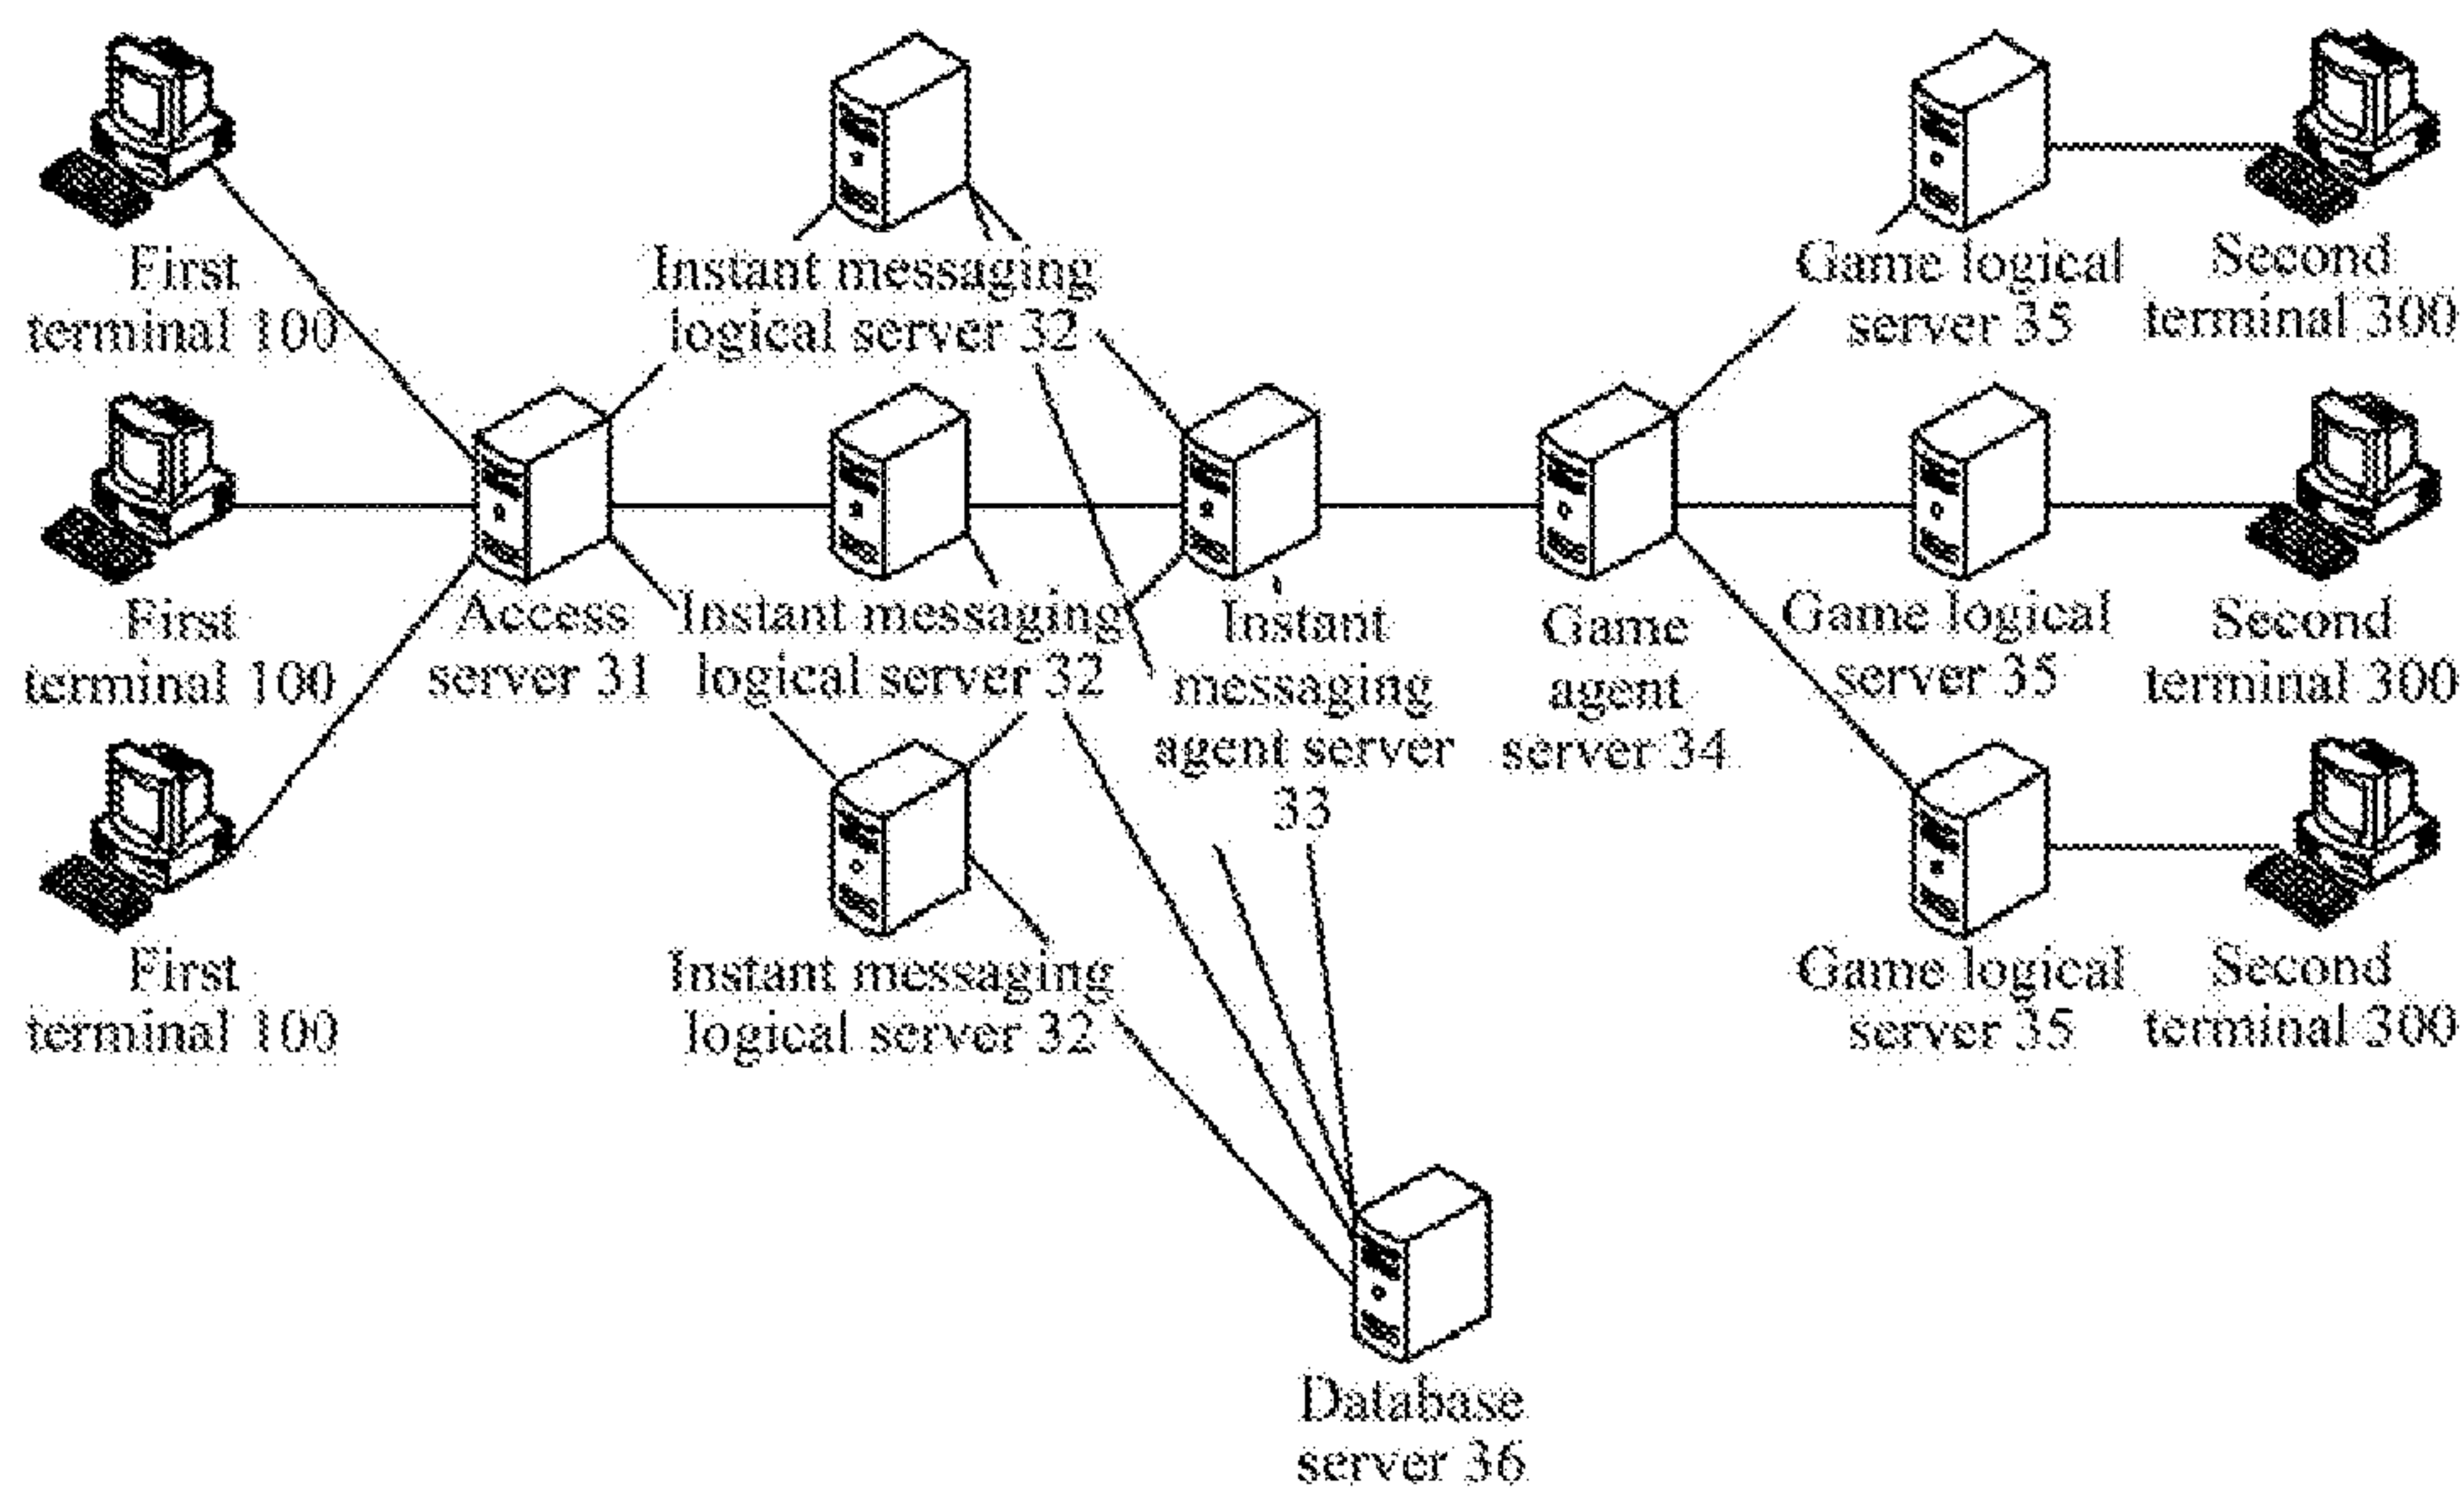 First
terminal 100
Instant messaging
logical server 32
Game logical
server 35
Second
terminal 300
First
terminal 100
Access
server 31
Instant messaging
logical server 32
Instant
messaging
agent server
33
Game
agent
server 34
Game logical
server 35
Second
terminal 300
First
terminal 100
Instant messaging
logical server 32
Game logical
server 35
Second
terminal 300
Database
server 36